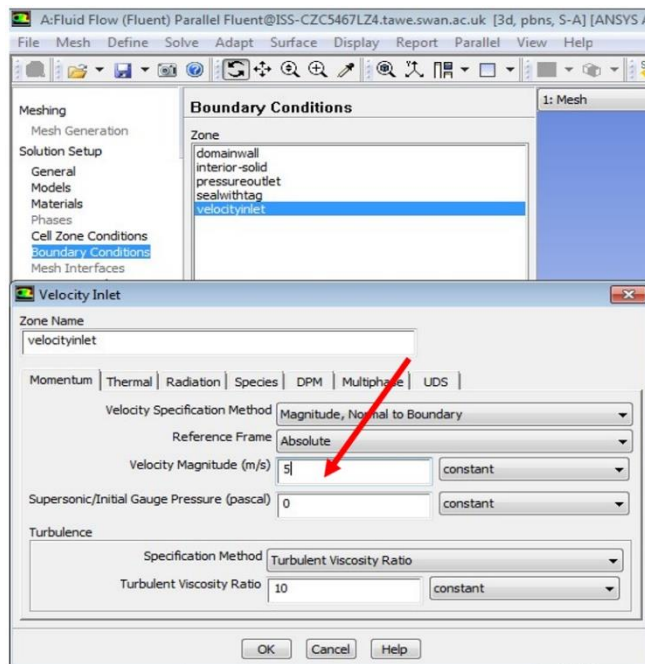 A:Fluid Flow (Fluent) Parallel Fluent@ISS-CZC5467LZ4.tawe.swan.ac.uk [3d, pbns, S-A] [ANSYS
File Mesh Define Solve Adapt Surface Display Report Parallel View Help
Meshing
Mesh Generation
Solution Setup
General
Models
Materials
Phases
Cell Zone Conditions
Boundary Conditions
Mesh Interfaces
Boundary Conditions
Zone
domainwall
interior-solid
pressureoutlet
sealwithtag
velocityinlet
1: Mesh
Velocity Inlet
Zone Name
velocityinlet
Momentum Thermal Radiation Species DPM Multiphase UDS
Velocity Specification Method Magnitude, Normal to Boundary
Reference Frame Absolute
Velocity Magnitude (m/s) 5 constant
Supersonic/Initial Gauge Pressure (pascal) 0 constant
Turbulence
Specification Method Turbulent Viscosity Ratio
Turbulent Viscosity Ratio 10 constant
OK Cancel Help